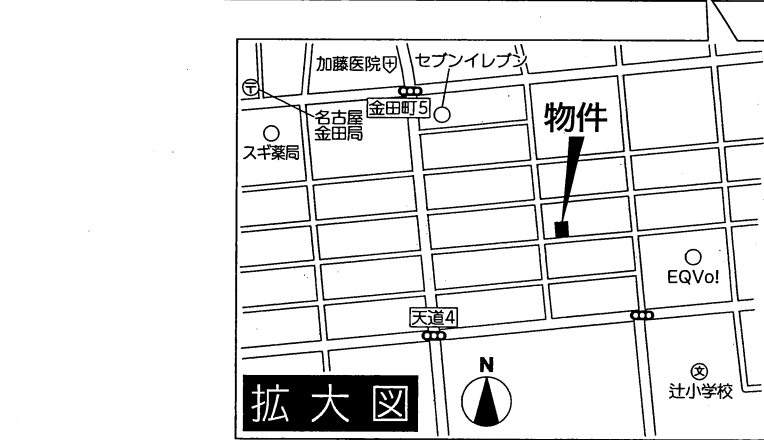 加藤医院
セブンイレブン
〒
金田町5
名古屋
金田局
スギ薬局
物件
EQVo!
天道4
N
文
辻小学校
拡大図